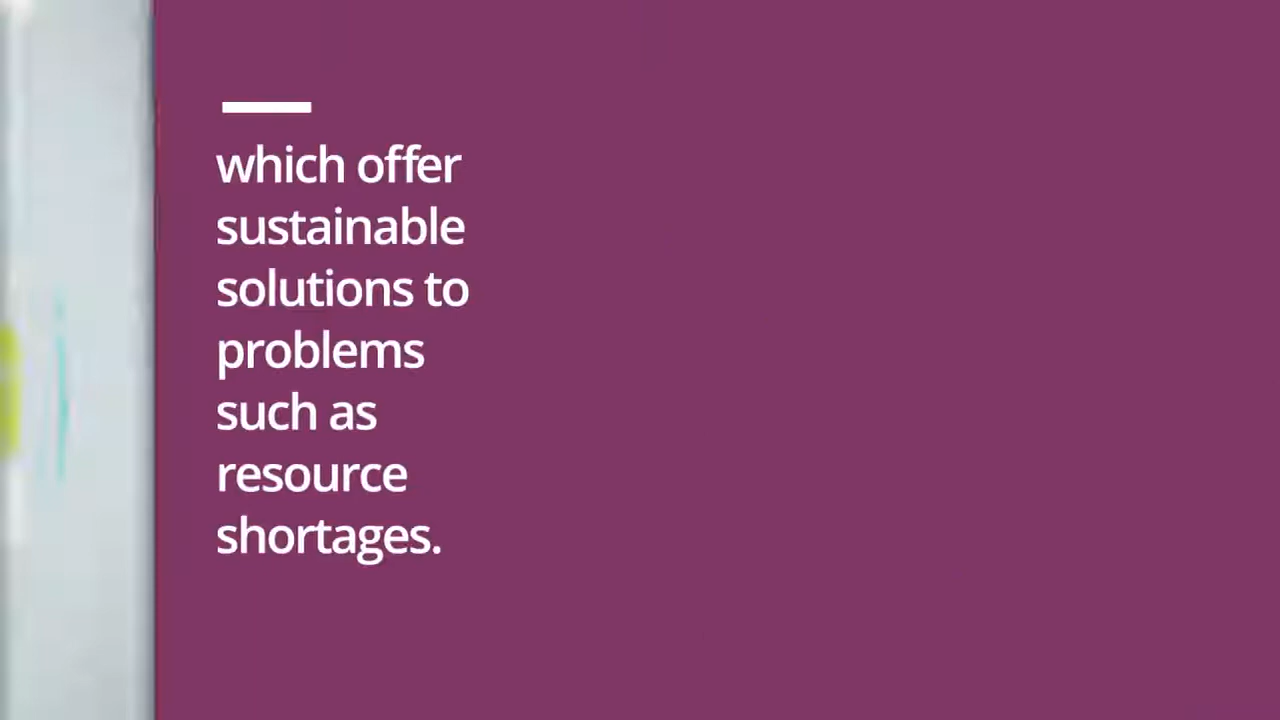 which offer
sustainable
solutions to
problems
such as
resource
shortages.